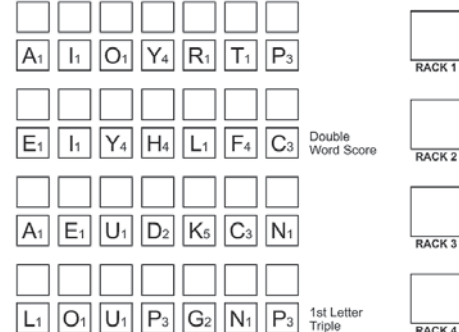 A1 I1 O1 Y4 R1 T1 P3
RACK 1
E1 I1 Y4 H4 L1 F4 C3 Double
Word Score
RACK 2
A1 E1 U1 D2 K5 C3 N1
RACK 3
L1 O1 U1 P3 G2 N1 P3 1st Letter
Triple
RACK 4